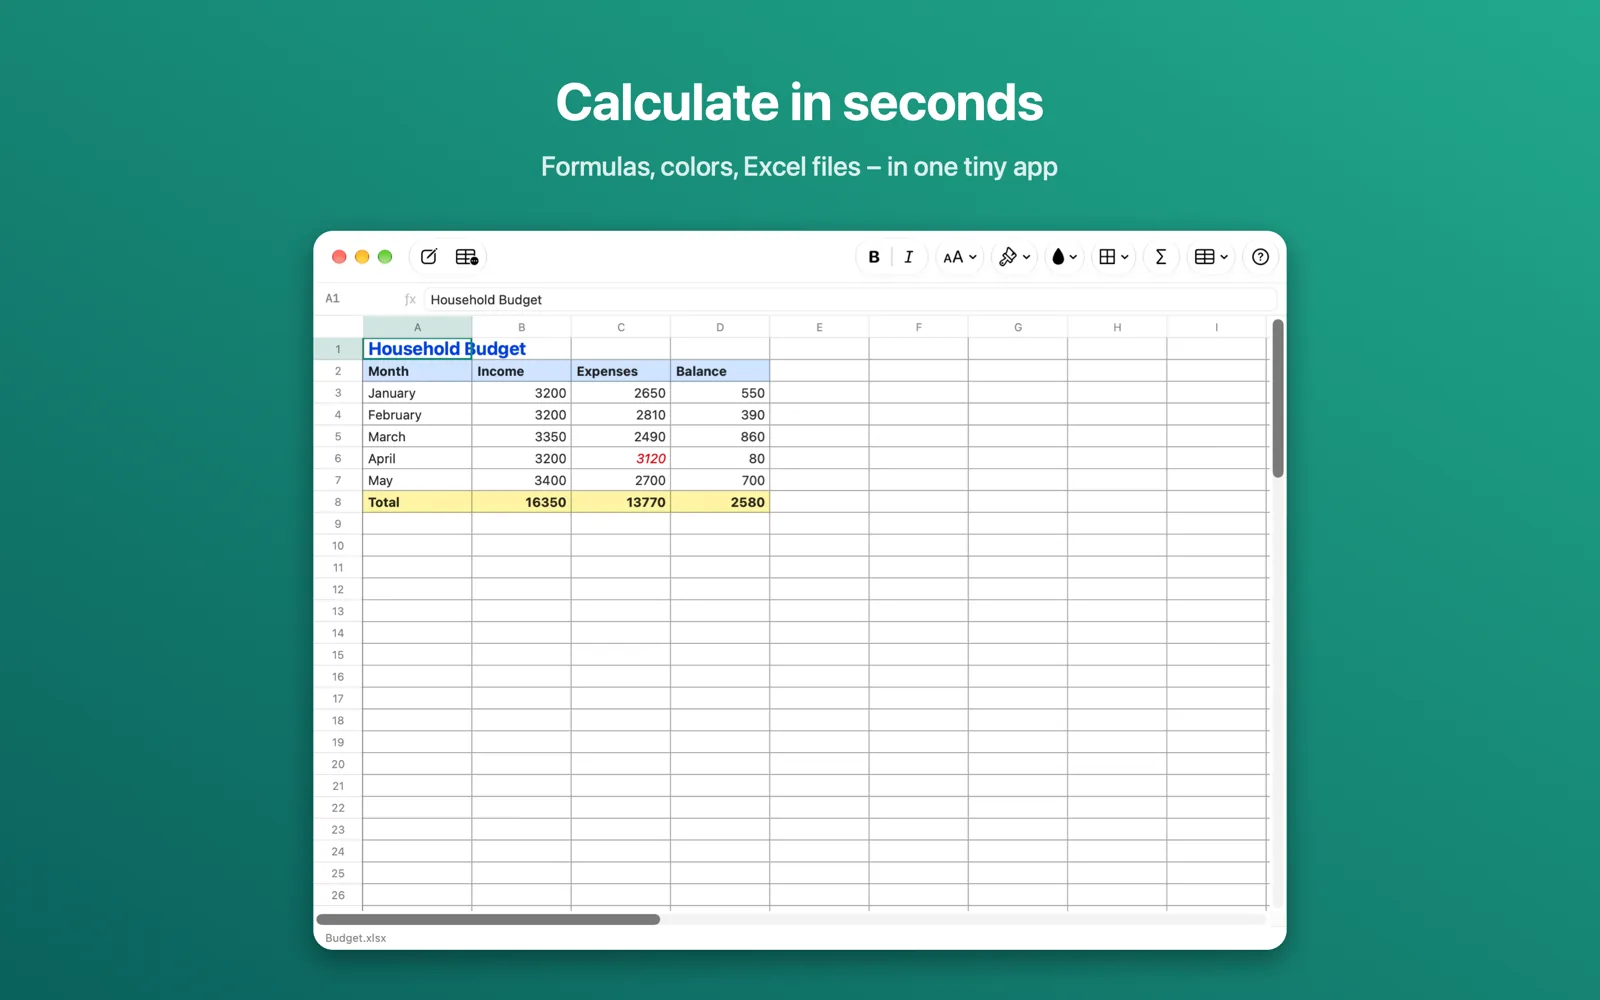 Calculate in seconds
Formulas, colors, Excel files – in one tiny app
B I AA Σ ?
A1 fx Household Budget
A B C D E F G H I
1 Household Budget
2 Month Income Expenses Balance
3 January 3200 2650 550
4 February 3200 2810 390
5 March 3350 2490 860
6 April 3200 3120 80
7 May 3400 2700 700
8 Total 16350 13770 2580
9
10
11
12
13
14
15
16
17
18
19
20
21
22
23
24
25
26
Budget.xlsx